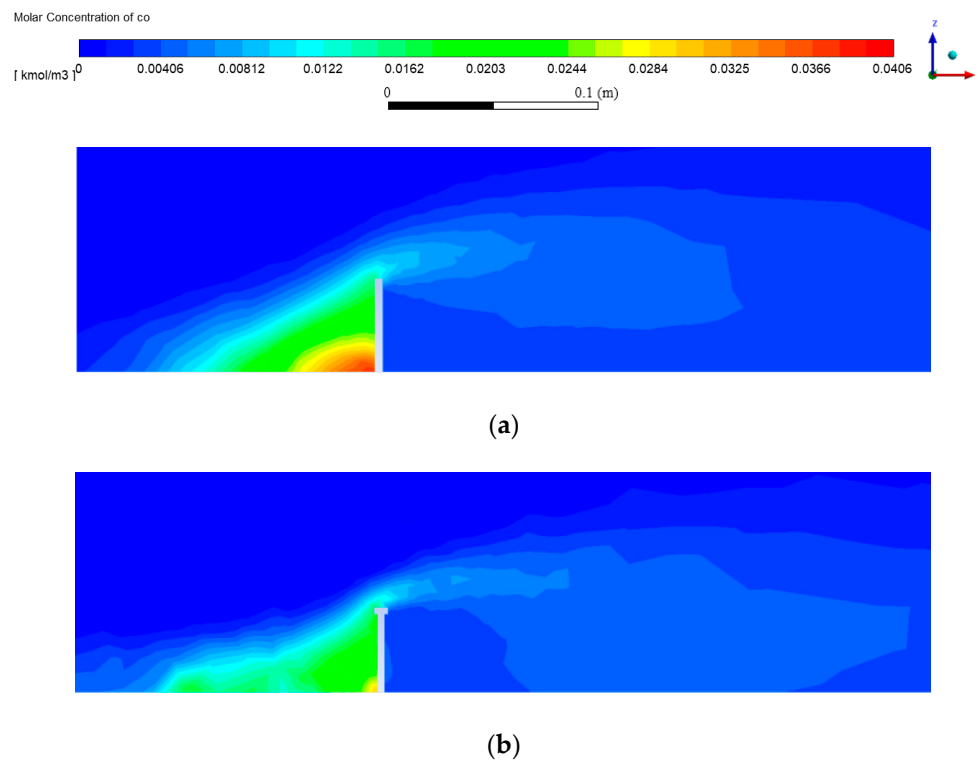 Molar Concentration of co
z
[ kmol/m3 ] 0 0.00406 0.00812 0.0122 0.0162 0.0203 0.0244 0.0284 0.0325 0.0366 0.0406
0 0.1 (m)
(a)
(b)